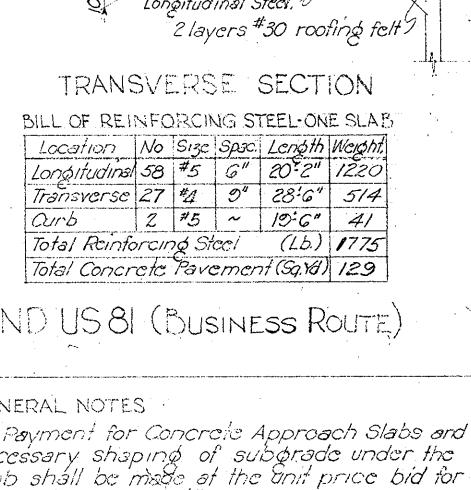 Longitudinal Steel.
2 layers #30 roofing felt
TRANSVERSE SECTION
BILL OF REINFORCING STEEL-ONE SLAB
Location No Size Spac. Length Weight
Longitudinal 58 #5 6" 20'-2" 1220
Transverse 27 #4 9" 28'-6" 514
Curb 2 #5 ~ 19'-6" 41
Total Reinforcing Steel (Lb.) 1775
Total Concrete Pavement (Sq.Yd) 129
ND US 81 (BUSINESS ROUTE)
NERAL NOTES
Payment for Concrete Approach Slabs and
cessary shaping of subgrade under the
ab shall be made at the unit price bid for